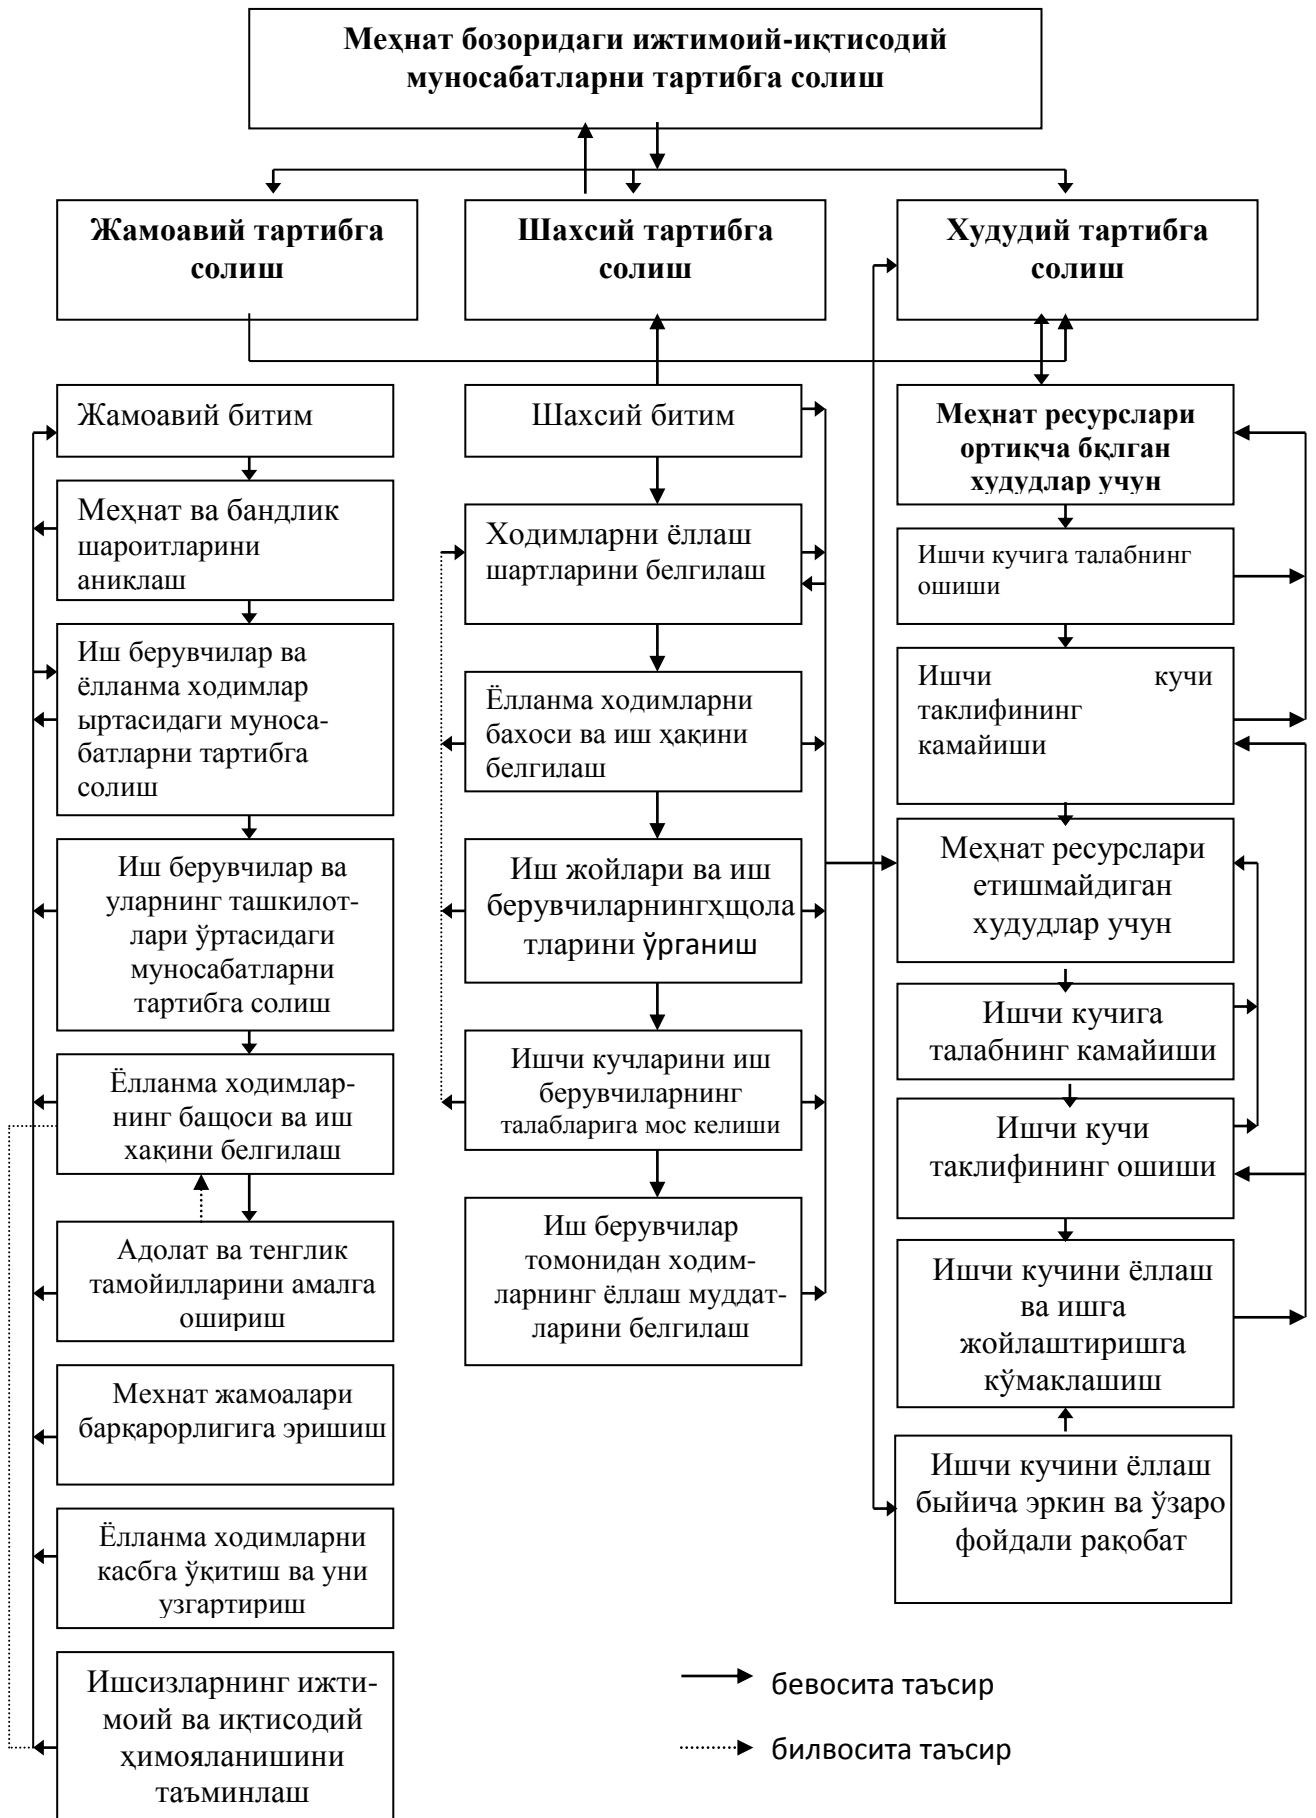 Меҳнат бозоридаги ижтимоий-иқтисодий
муносабатларни тартибга солиш
Жамоавий тартибга
солиш
Шахсий тартибга
солиш
Худудий тартибга
солиш
Жамоавий битим
Меҳнат ва бандлик
шароитларини
аниклаш
Иш берувчилар ва
ёлланма ходимлар
ыртасидаги муноса-
батларни тартибга
солиш
Иш берувчилар ва
уларнинг ташкилот-
лари ўртасидаги
муносабатларни
тартибга солиш
Ёлланма ходимлар-
нинг бащоси ва иш
хақини белгилаш
Адолат ва тенглик
тамойилларини амалга
ошириш
Мехнат жамоалари
барқарорлигига эришиш
Ёлланма ходимларни
касбга ўқитиш ва уни
узгартириш
Ишсизларнинг ижти-
моий ва иқтисодий
ҳимояланишини
таъминлаш
Шахсий битим
Ходимларни ёллаш
шартларини белгилаш
Ёлланма ходимларни
бахоси ва иш ҳақини
белгилаш
Иш жойлари ва иш
берувчиларнингҳщола
тларини ўрганиш
Ишчи кучларини иш
берувчиларнинг
талабларига мос келиши
Иш берувчилар
томонидан ходим-
ларнинг ёллаш муддат-
ларини белгилаш
Меҳнат ресурслари
ортиқча бқлган
худудлар учун
Ишчи кучига талабнинг
ошиши
Ишчи кучи
таклифининг
камайиши
Меҳнат ресурслари
етишмайдиган
худудлар учун
Ишчи кучига
талабнинг камайиши
Ишчи кучи
таклифининг ошиши
Ишчи кучини ёллаш
ва ишга
жойлаштиришга
кўмаклашиш
Ишчи кучини ёллаш
быйича эркин ва ўзаро
фойдали рақобат
бевосита таъсир
билвосита таъсир